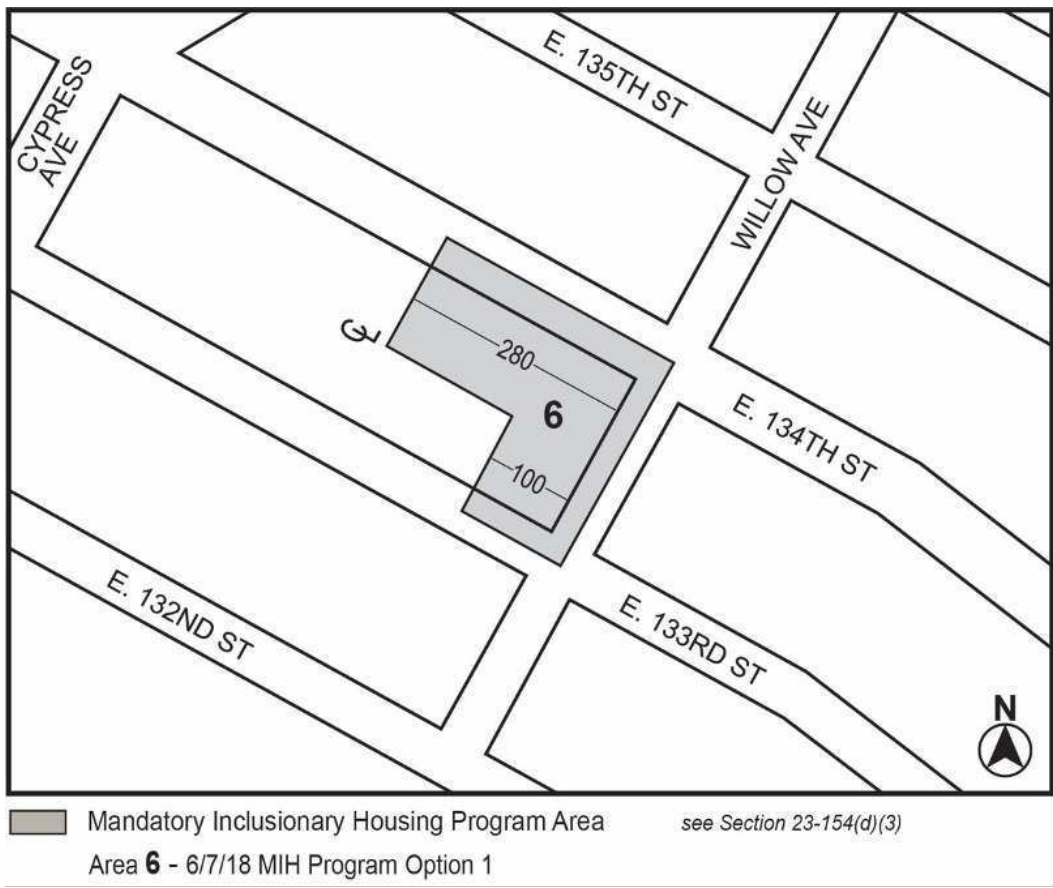 E. 135TH ST
CYPRESS
AVE
WILLOW AVE
280
6
E. 134TH ST
100
E. 132ND ST
E. 133RD ST
N
Mandatory Inclusionary Housing Program Area see Section 23-154(d)(3)
Area 6 - 6/7/18 MIH Program Option 1